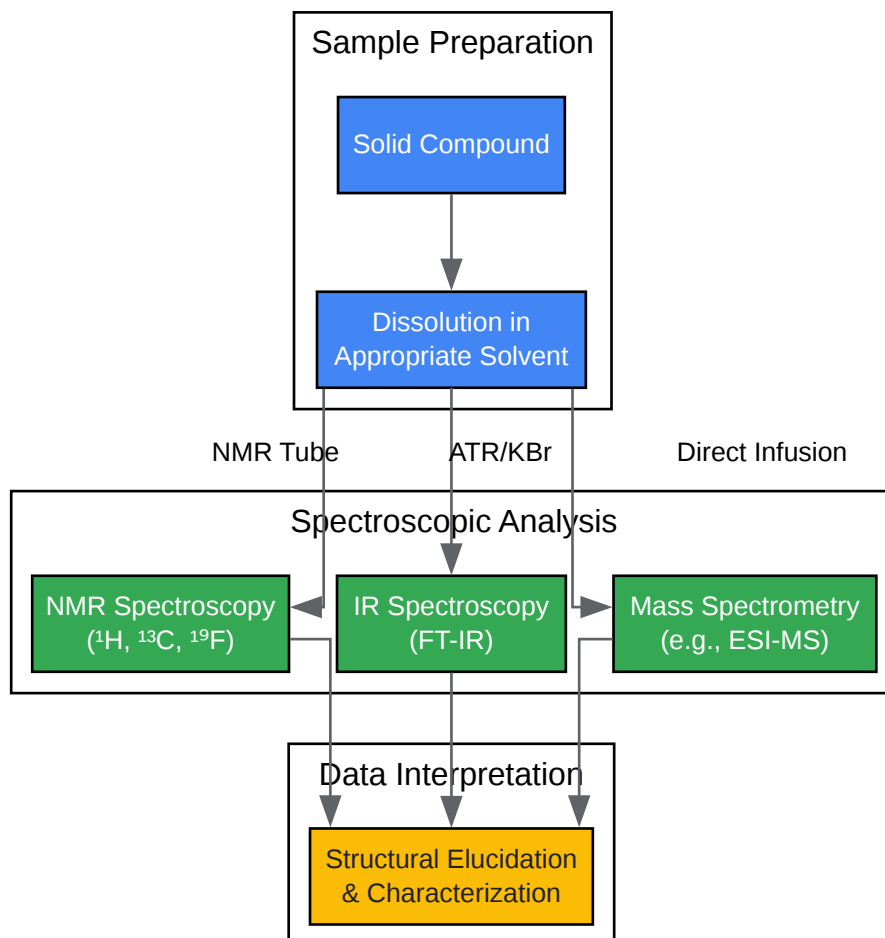 Sample Preparation
Solid Compound
Dissolution in
Appropriate Solvent
NMR Tube
ATR/KBr
Direct Infusion
Spectroscopic Analysis
NMR Spectroscopy
(¹H, ¹³C, ¹⁹F)
IR Spectroscopy
(FT-IR)
Mass Spectrometry
(e.g., ESI-MS)
Data Interpretation
Structural Elucidation
& Characterization